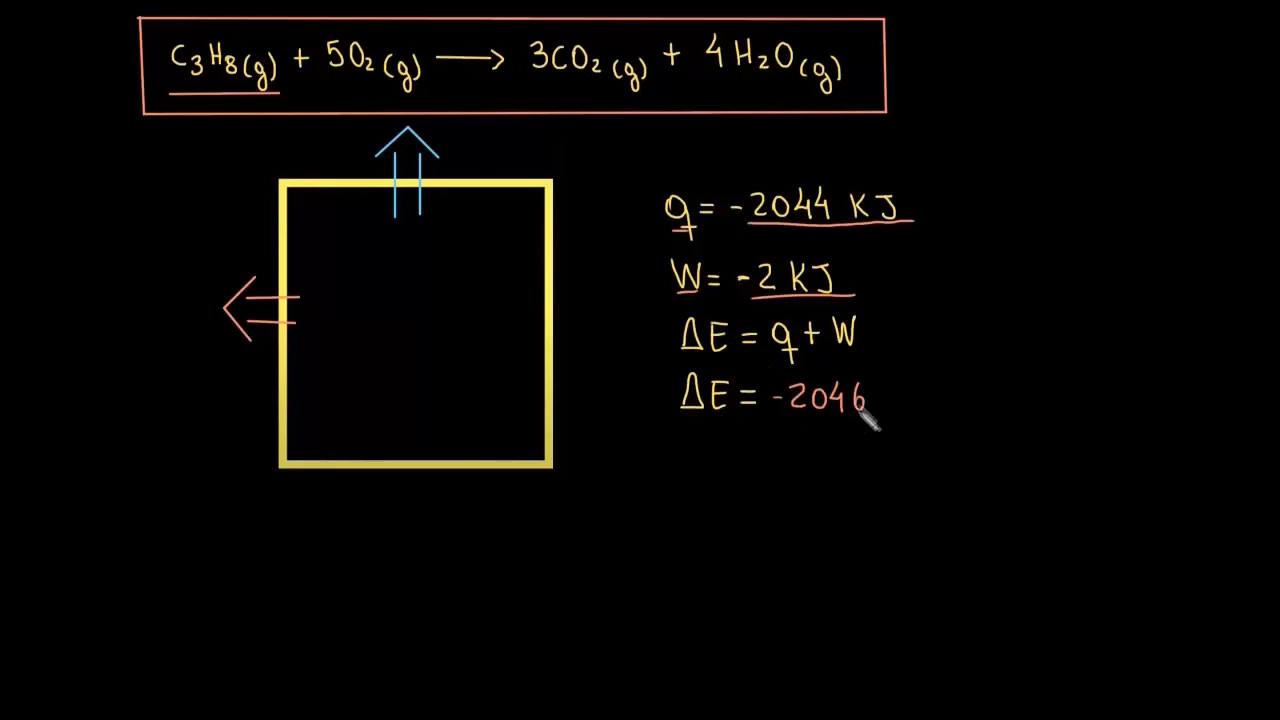 C₃H₈(g) + 5O₂(g) ⟶ 3CO₂(g) + 4H₂O(g)
q = -2044 KJ
W = -2 KJ
ΔE = q + W
ΔE = -2046